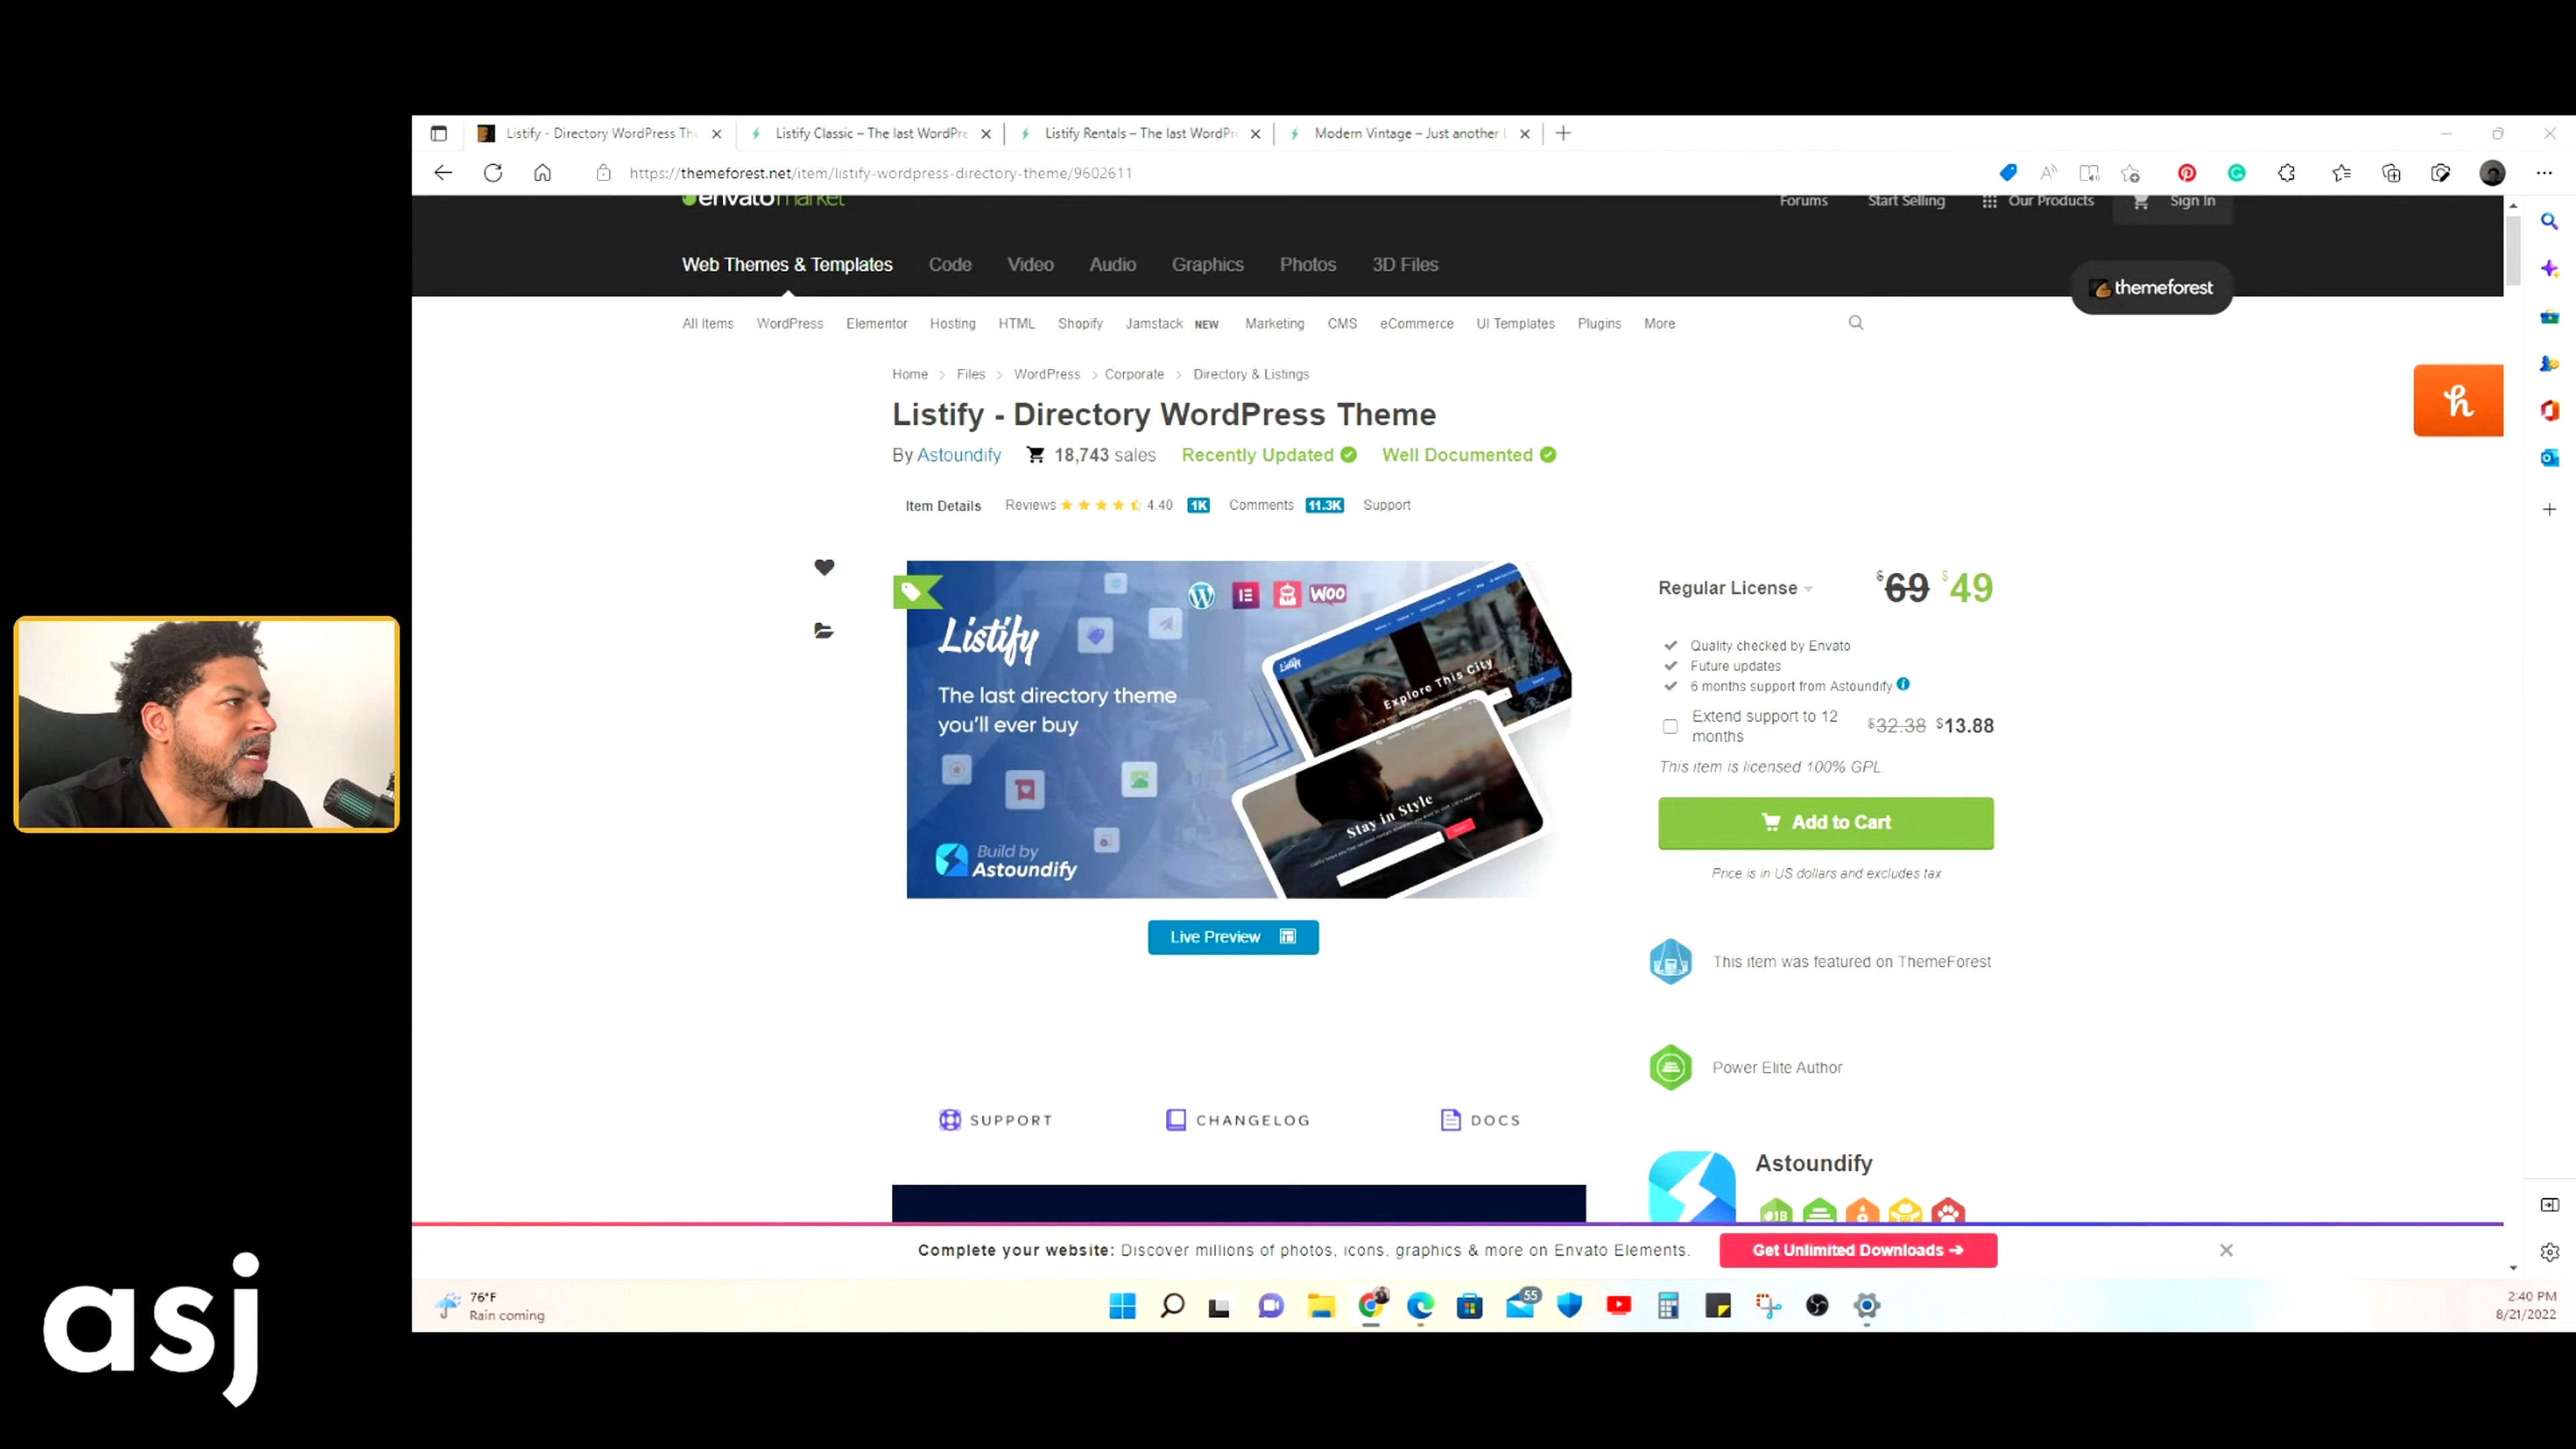 Listify - Directory WordPress The
Listify Classic – The last WordPre
Listify Rentals – The last WordPr
Modern Vintage – Just another
https://themeforest.net/item/listify-wordpress-directory-theme/9602611
envato market
Forums
Start Selling
Our Products
Sign In
Web Themes & Templates
Code
Video
Audio
Graphics
Photos
3D Files
themeforest
All Items
WordPress
Elementor
Hosting
HTML
Shopify
Jamstack NEW
Marketing
CMS
eCommerce
UI Templates
Plugins
More
Home > Files > WordPress > Corporate > Directory & Listings
Listify - Directory WordPress Theme
By Astoundify 18,743 sales Recently Updated Well Documented
Item Details Reviews 4.40 1K Comments 11.3K Support
Woo
Listify
The last directory theme
you'll ever buy
Build by
Astoundify
Listify
Explore This City
Stay in Style
Live Preview
Regular License $69 $49
Quality checked by Envato
Future updates
6 months support from Astoundify
Extend support to 12
months
$32.38 $13.88
This item is licensed 100% GPL.
Add to Cart
Price is in US dollars and excludes tax
This item was featured on ThemeForest
Power Elite Author
SUPPORT
CHANGELOG
DOCS
Astoundify
1B
Complete your website: Discover millions of photos, icons, graphics & more on Envato Elements.
Get Unlimited Downloads
76°F
Rain coming
55
2:40 PM
8/21/2022
asj